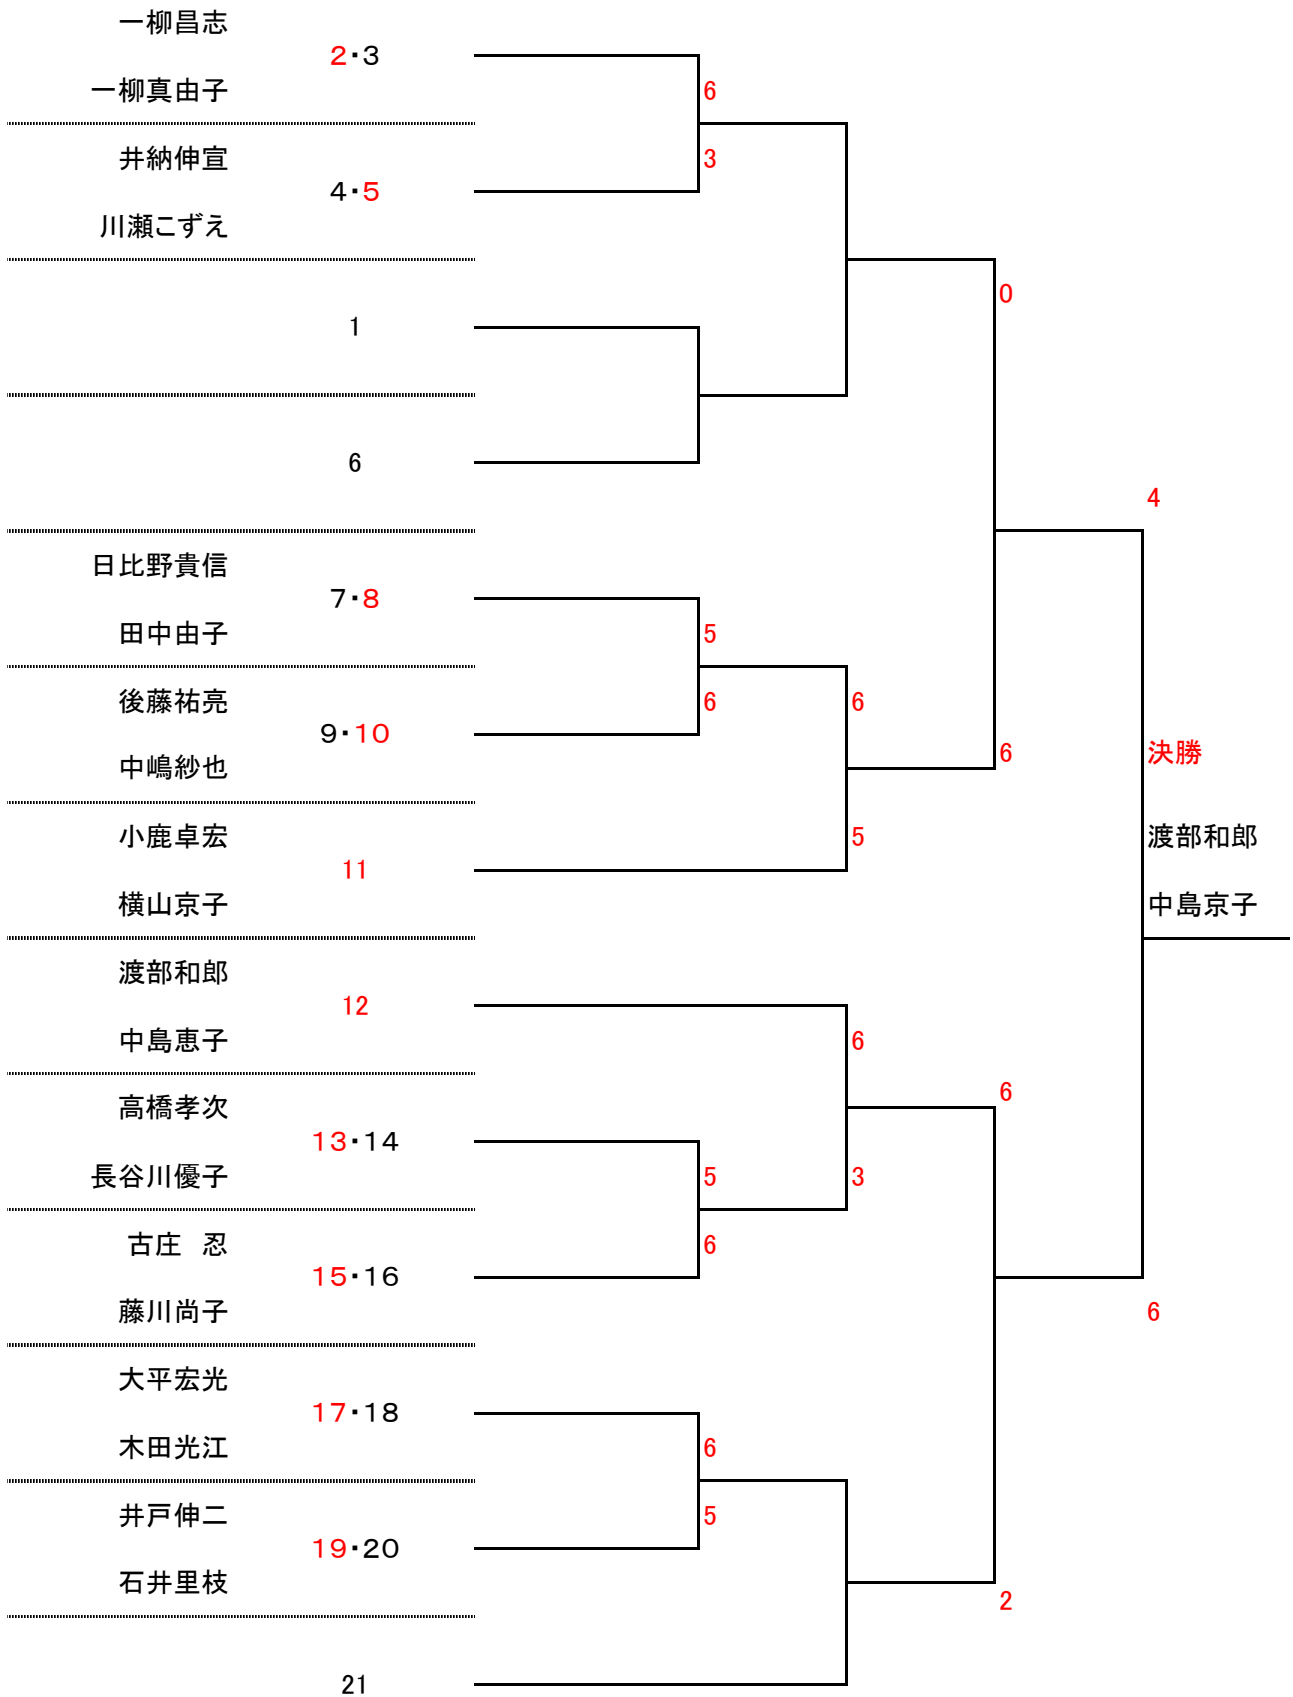 一柳昌志
2・3
一柳真由子
6
井納伸宣
3
4・5
川瀬こずえ
0
1
6
4
日比野貴信
7・8
田中由子
5
後藤祐亮
6
6
9・10
6
決勝
中嶋紗也
小鹿卓宏
5
渡部和郎
11
横山京子
中島京子
渡部和郎
12
中島恵子
6
6
高橋孝次
13・14
長谷川優子
5
3
古庄　忍
6
15・16
藤川尚子
6
大平宏光
17・18
木田光江
6
井戸伸二
5
19・20
石井里枝
2
21